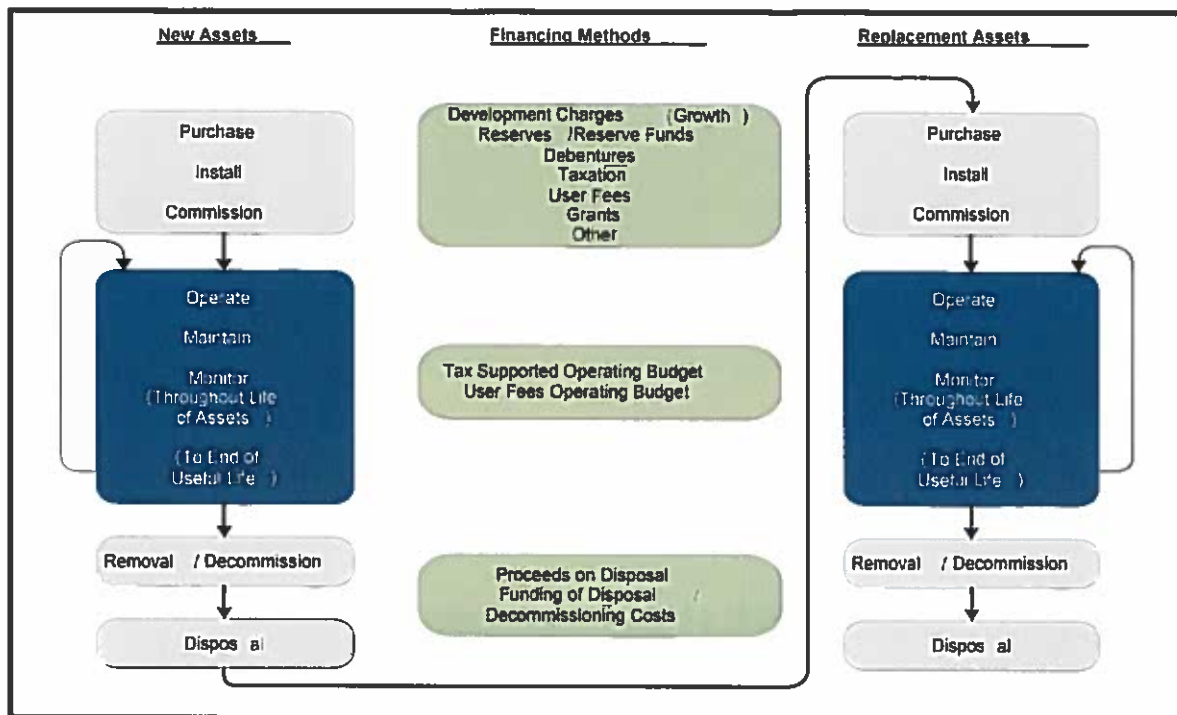 New Assets
Purchase
Install
Commission
Operate
Maintain
Monitor
(Throughout Life
of Assets )
(To End of
Useful Life )
Removal / Decommission
Dispos al
Financing Methods
Development Charges (Growth )
Reserves /Reserve Funds
Debentures
Taxation
User Fees
Grants
Other
Tax Supported Operating Budget
User Fees Operating Budget
Proceeds on Disposal
Funding of Disposal /
Decommissioning Costs
Replacement Assets
Purchase
Install
Commission
Operate
Maintain
Monitor
(Throughout Life
of Assets )
(To End of
Useful Life )
Removal / Decommission
Dispos al